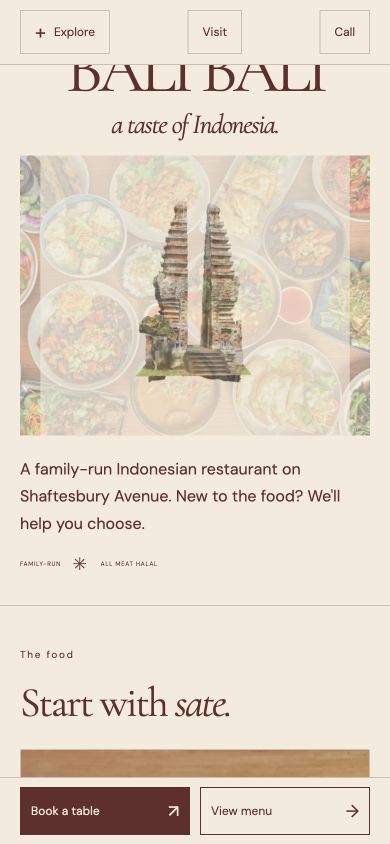 Explore
Visit
Call
BALI BALI
a taste of Indonesia.
A family-run Indonesian restaurant on
Shaftesbury Avenue. New to the food? We'll
help you choose.
FAMILY-RUN
ALL MEAT HALAL
The food
Start with sate.
Book a table
View menu